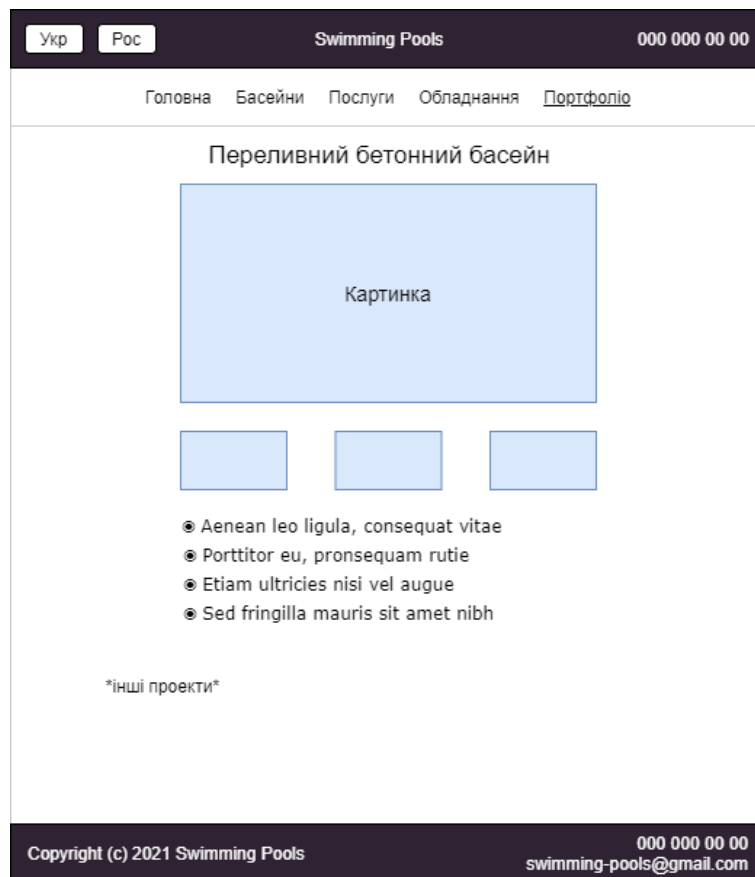 Укр Рос Swimming Pools 000 000 00 00
Головна Басейни Послуги Обладнання Портфоліо
Переливний бетонний басейн
Картинка
Aenean leo ligula, consequat vitae
Porttitor eu, pronsequam rutie
Etiam ultricies nisi vel augue
Sed fringilla mauris sit amet nibh
*інші проекти*
Copyright (c) 2021 Swimming Pools
000 000 00 00
swimming-pools@gmail.com